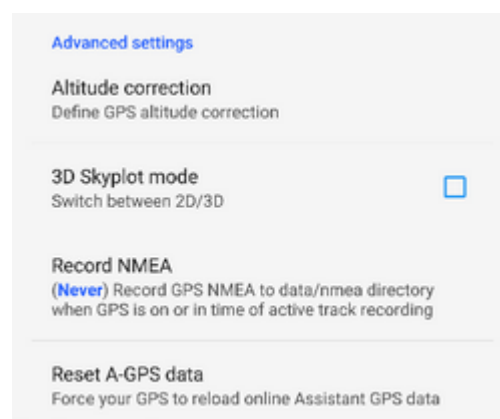 Advanced settings
Altitude correction
Define GPS altitude correction
3D Skyplot mode
Switch between 2D/3D
Record NMEA
(Never) Record GPS NMEA to data/nmea directory
when GPS is on or in time of active track recording
Reset A-GPS data
Force your GPS to reload online Assistant GPS data